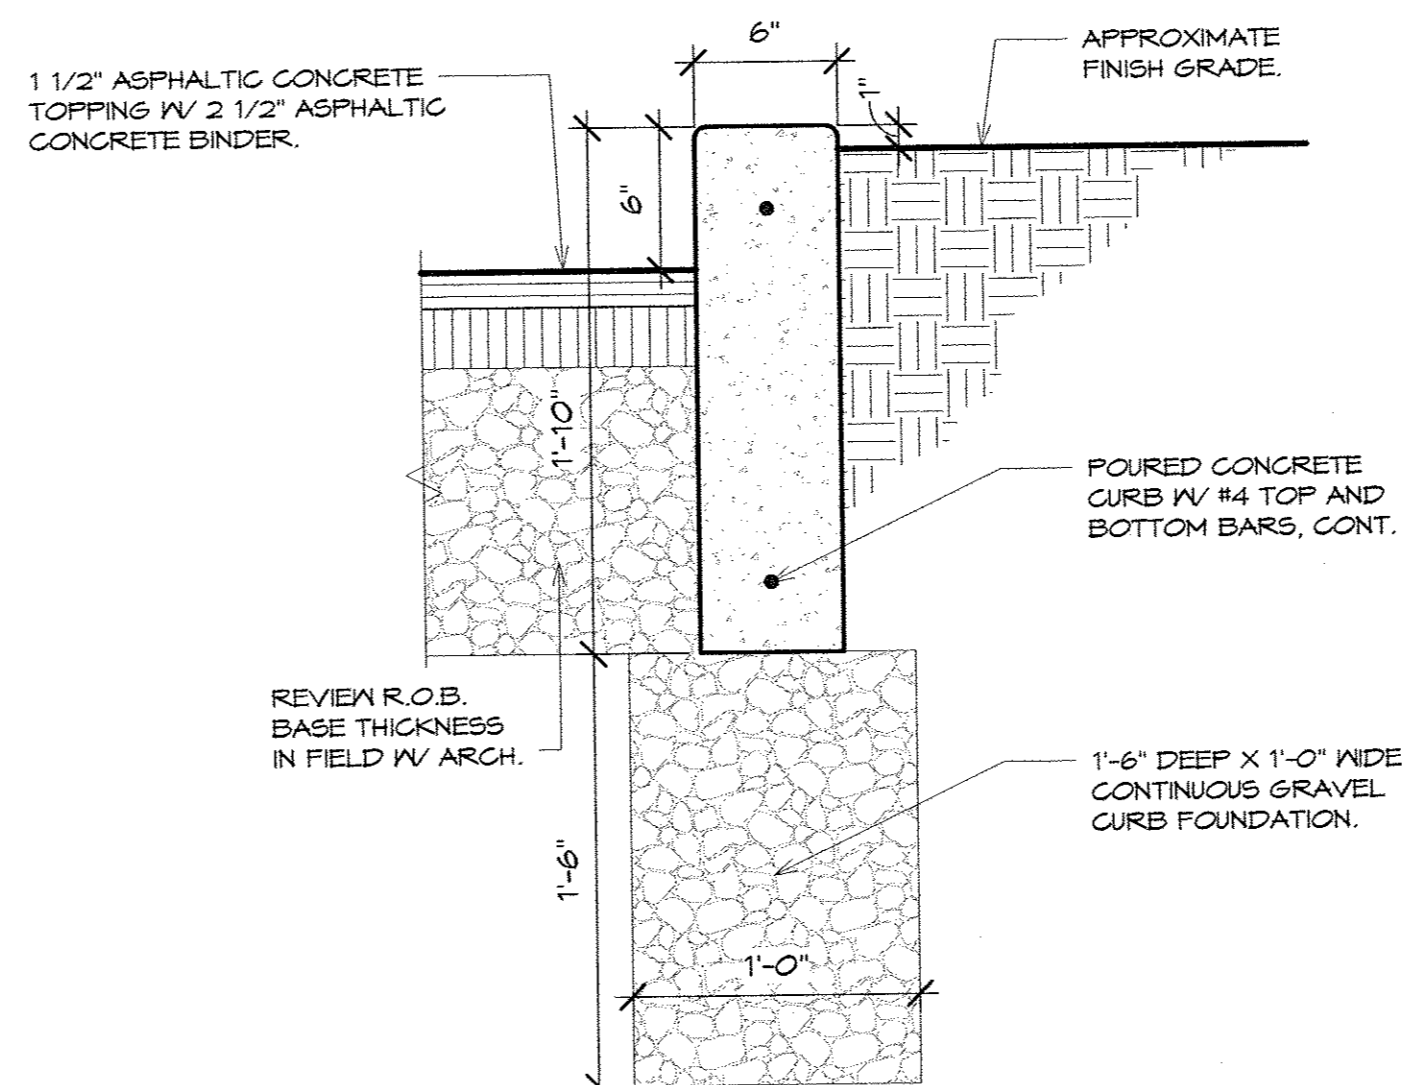 6"
APPROXIMATE
FINISH GRADE.
1 1/2" ASPHALTIC CONCRETE
TOPPING W/ 2 1/2" ASPHALTIC
CONCRETE BINDER.
1"
6"
1'-10"
POURED CONCRETE
CURB W/ #4 TOP AND
BOTTOM BARS, CONT.
REVIEW R.O.B.
BASE THICKNESS
IN FIELD W/ ARCH.
1'-6" DEEP X 1'-0" WIDE
CONTINUOUS GRAVEL
CURB FOUNDATION.
1'-6"
1'-0"